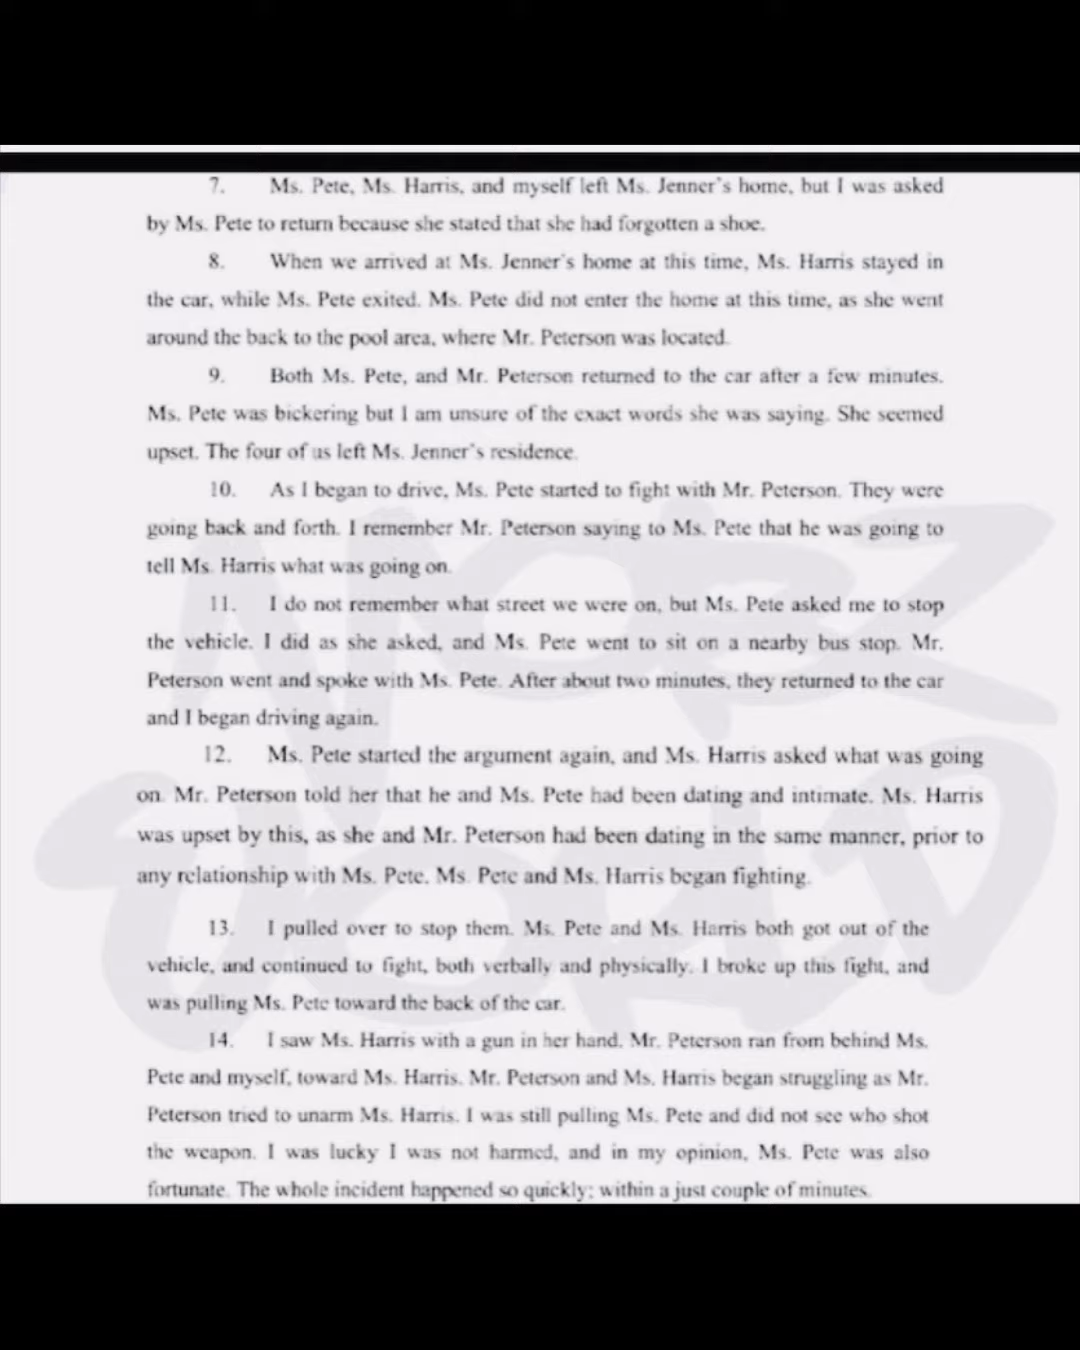 7. Ms. Pete, Ms. Harris, and myself left Ms. Jenner's home, but I was asked
by Ms. Pete to return because she stated that she had forgotten a shoe.
8. When we arrived at Ms. Jenner's home at this time, Ms. Harris stayed in
the car, while Ms. Pete exited. Ms. Pete did not enter the home at this time, as she went
around the back to the pool area, where Mr. Peterson was located.
9. Both Ms. Pete, and Mr. Peterson returned to the car after a few minutes.
Ms. Pete was bickering but I am unsure of the exact words she was saying. She seemed
upset. The four of us left Ms. Jenner's residence.
10. As I began to drive, Ms. Pete started to fight with Mr. Peterson. They were
going back and forth. I remember Mr. Peterson saying to Ms. Pete that he was going to
tell Ms. Harris what was going on.
11. I do not remember what street we were on, but Ms. Pete asked me to stop
the vehicle. I did as she asked, and Ms. Pete went to sit on a nearby bus stop. Mr.
Peterson went and spoke with Ms. Pete. After about two minutes, they returned to the car
and I began driving again.
12. Ms. Pete started the argument again, and Ms. Harris asked what was going
on. Mr. Peterson told her that he and Ms. Pete had been dating and intimate. Ms. Harris
was upset by this, as she and Mr. Peterson had been dating in the same manner, prior to
any relationship with Ms. Pete. Ms. Pete and Ms. Harris began fighting.
13. I pulled over to stop them. Ms. Pete and Ms. Harris both got out of the
vehicle, and continued to fight, both verbally and physically. I broke up this fight, and
was pulling Ms. Pete toward the back of the car.
14. I saw Ms. Harris with a gun in her hand. Mr. Peterson ran from behind Ms.
Pete and myself, toward Ms. Harris. Mr. Peterson and Ms. Harris began struggling as Mr.
Peterson tried to unarm Ms. Harris. I was still pulling Ms. Pete and did not see who shot
the weapon. I was lucky I was not harmed, and in my opinion, Ms. Pete was also
fortunate. The whole incident happened so quickly; within a just couple of minutes.